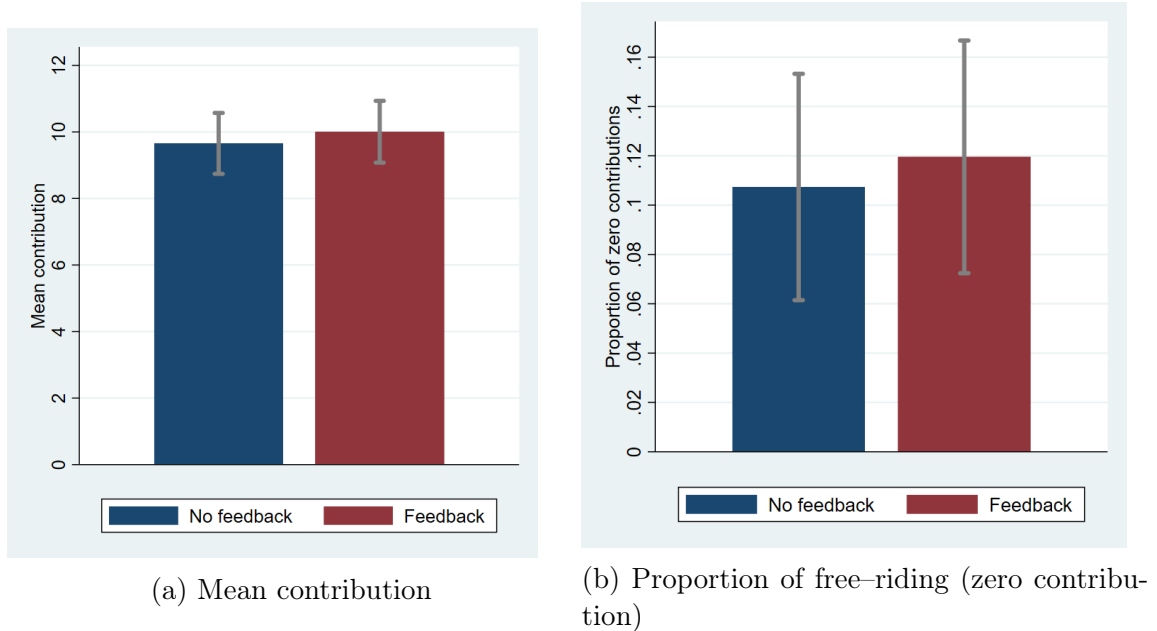 Mean contribution
12
10
8
6
4
2
0
No feedback Feedback
(a) Mean contribution
Proportion of zero contributions
.16
.14
.12
.1
.08
.06
.04
.02
0
No feedback Feedback
(b) Proportion of free–riding (zero contribu-
tion)